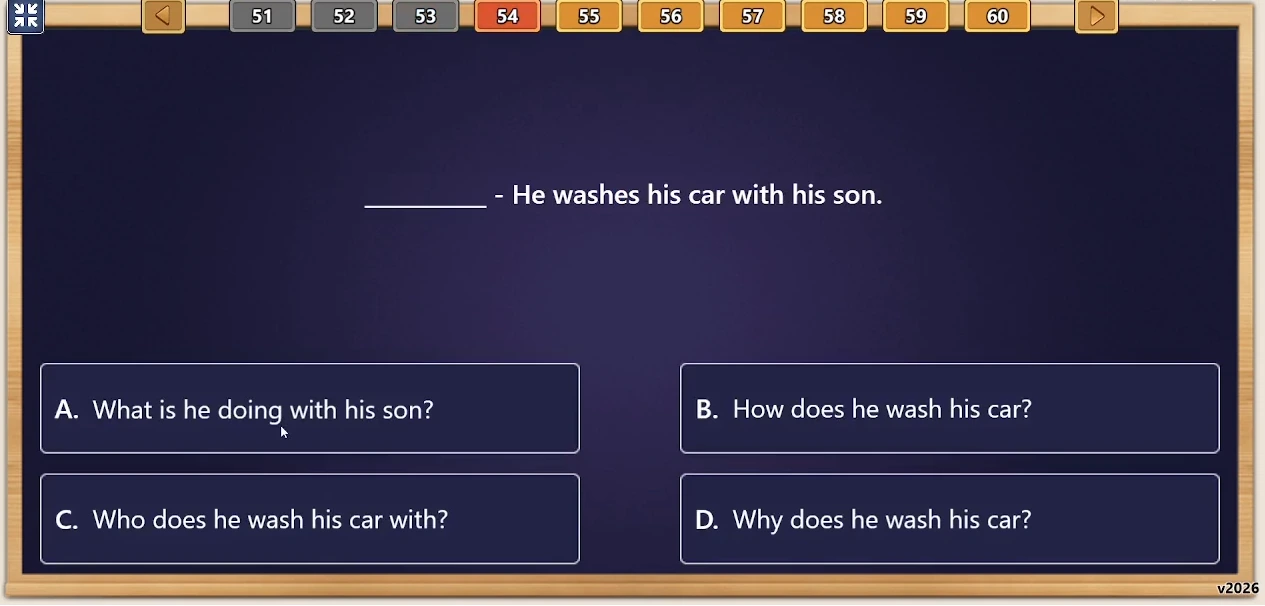 51 52 53 54 55 56 57 58 59 60
__________ - He washes his car with his son.
A. What is he doing with his son?
B. How does he wash his car?
C. Who does he wash his car with?
D. Why does he wash his car?
v2026